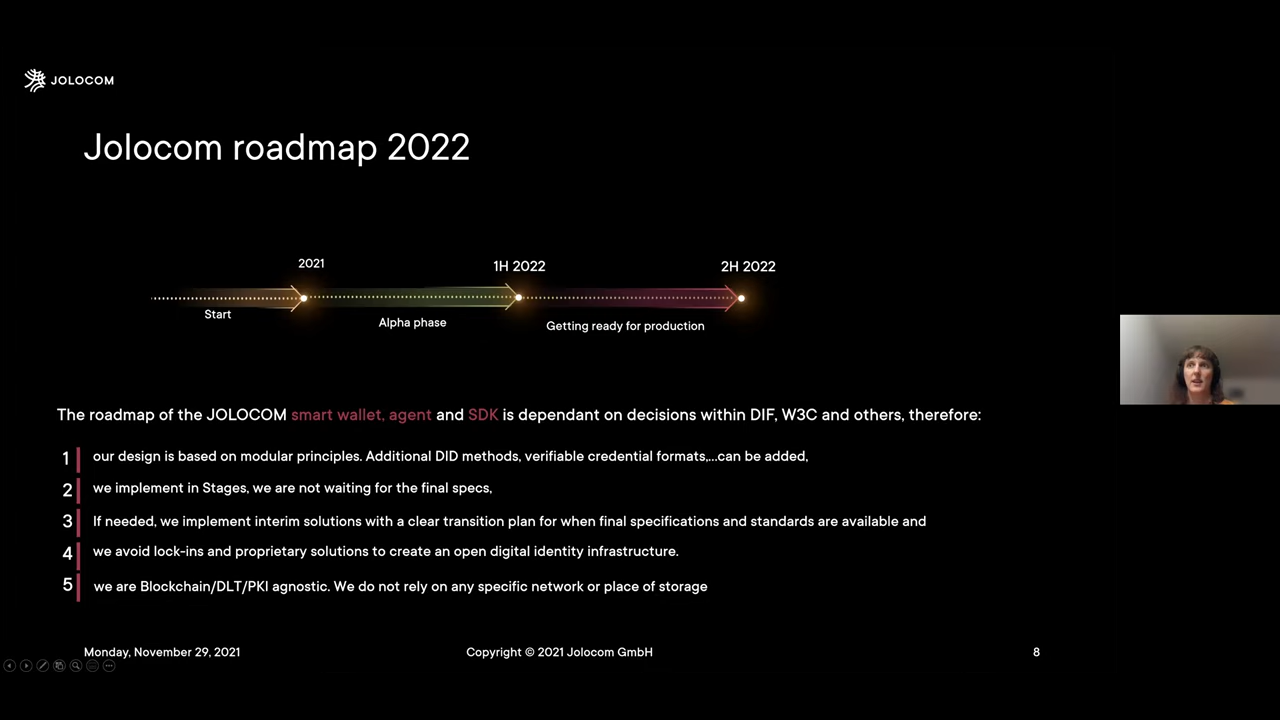 JOLOCOM
Jolocom roadmap 2022
2021
1H 2022
2H 2022
Start
Alpha phase
Getting ready for production
The roadmap of the JOLOCOM smart wallet, agent and SDK is dependant on decisions within DIF, W3C and others, therefore:
1 our design is based on modular principles. Additional DID methods, verifiable credential formats,...can be added,
2 we implement in Stages, we are not waiting for the final specs,
3 If needed, we implement interim solutions with a clear transition plan for when final specifications and standards are available and
4 we avoid lock-ins and proprietary solutions to create an open digital identity infrastructure.
5 we are Blockchain/DLT/PKI agnostic. We do not rely on any specific network or place of storage
Monday, November 29, 2021
Copyright © 2021 Jolocom GmbH
8